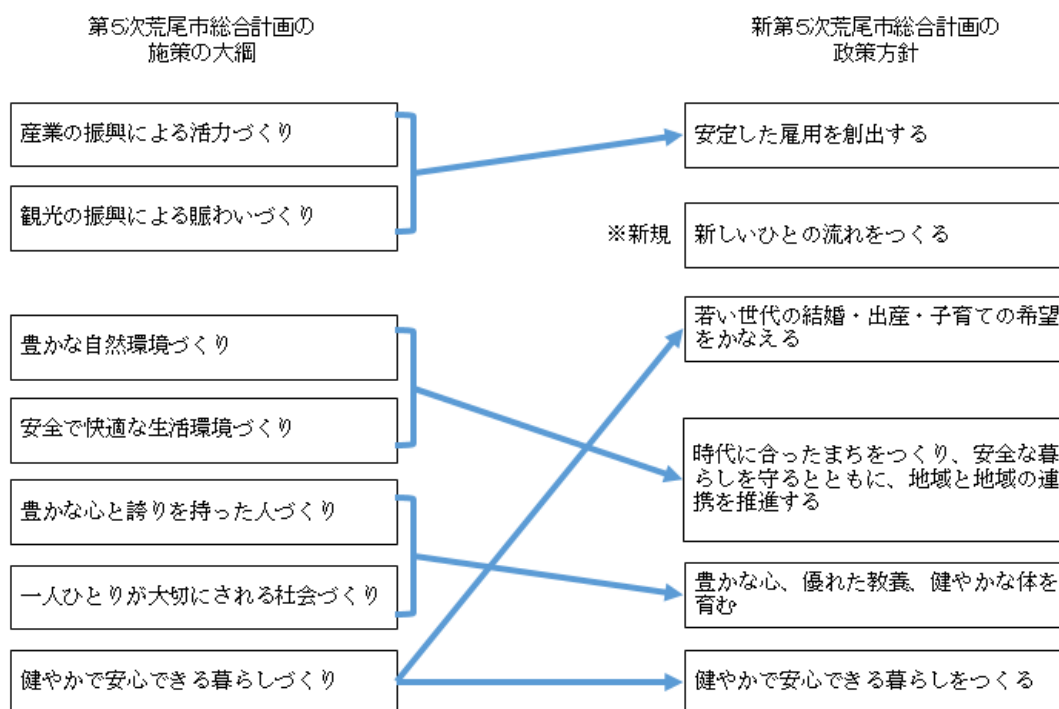 第5次荒尾市総合計画の
施策の大綱
産業の振興による活力づくり
観光の振興による賑わいづくり
豊かな自然環境づくり
安全で快適な生活環境づくり
豊かな心と誇りを持った人づくり
一人ひとりが大切にされる社会づくり
健やかで安心できる暮らしづくり
新第5次荒尾市総合計画の
政策方針
安定した雇用を創出する
※新規
新しいひとの流れをつくる
若い世代の結婚・出産・子育ての希望
をかなえる
時代に合ったまちをつくり、安全な暮
らしを守るとともに、地域と地域の連
携を推進する
豊かな心、優れた教養、健やかな体を
育む
健やかで安心できる暮らしをつくる